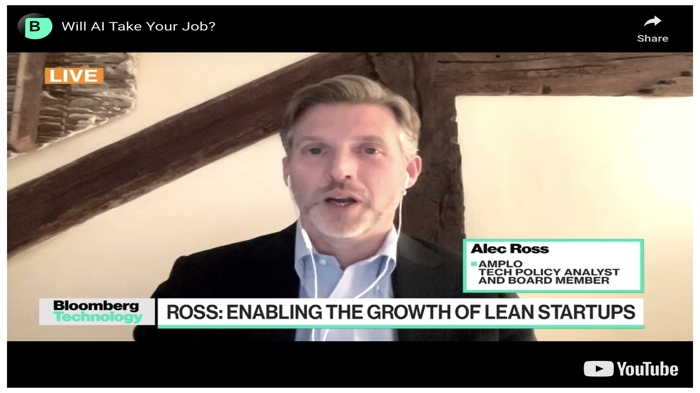 B
Will AI Take Your Job?
Share
LIVE
Alec Ross
AMPLO
TECH POLICY ANALYST
AND BOARD MEMBER
Bloomberg
Technology
ROSS: ENABLING THE GROWTH OF LEAN STARTUPS
YouTube